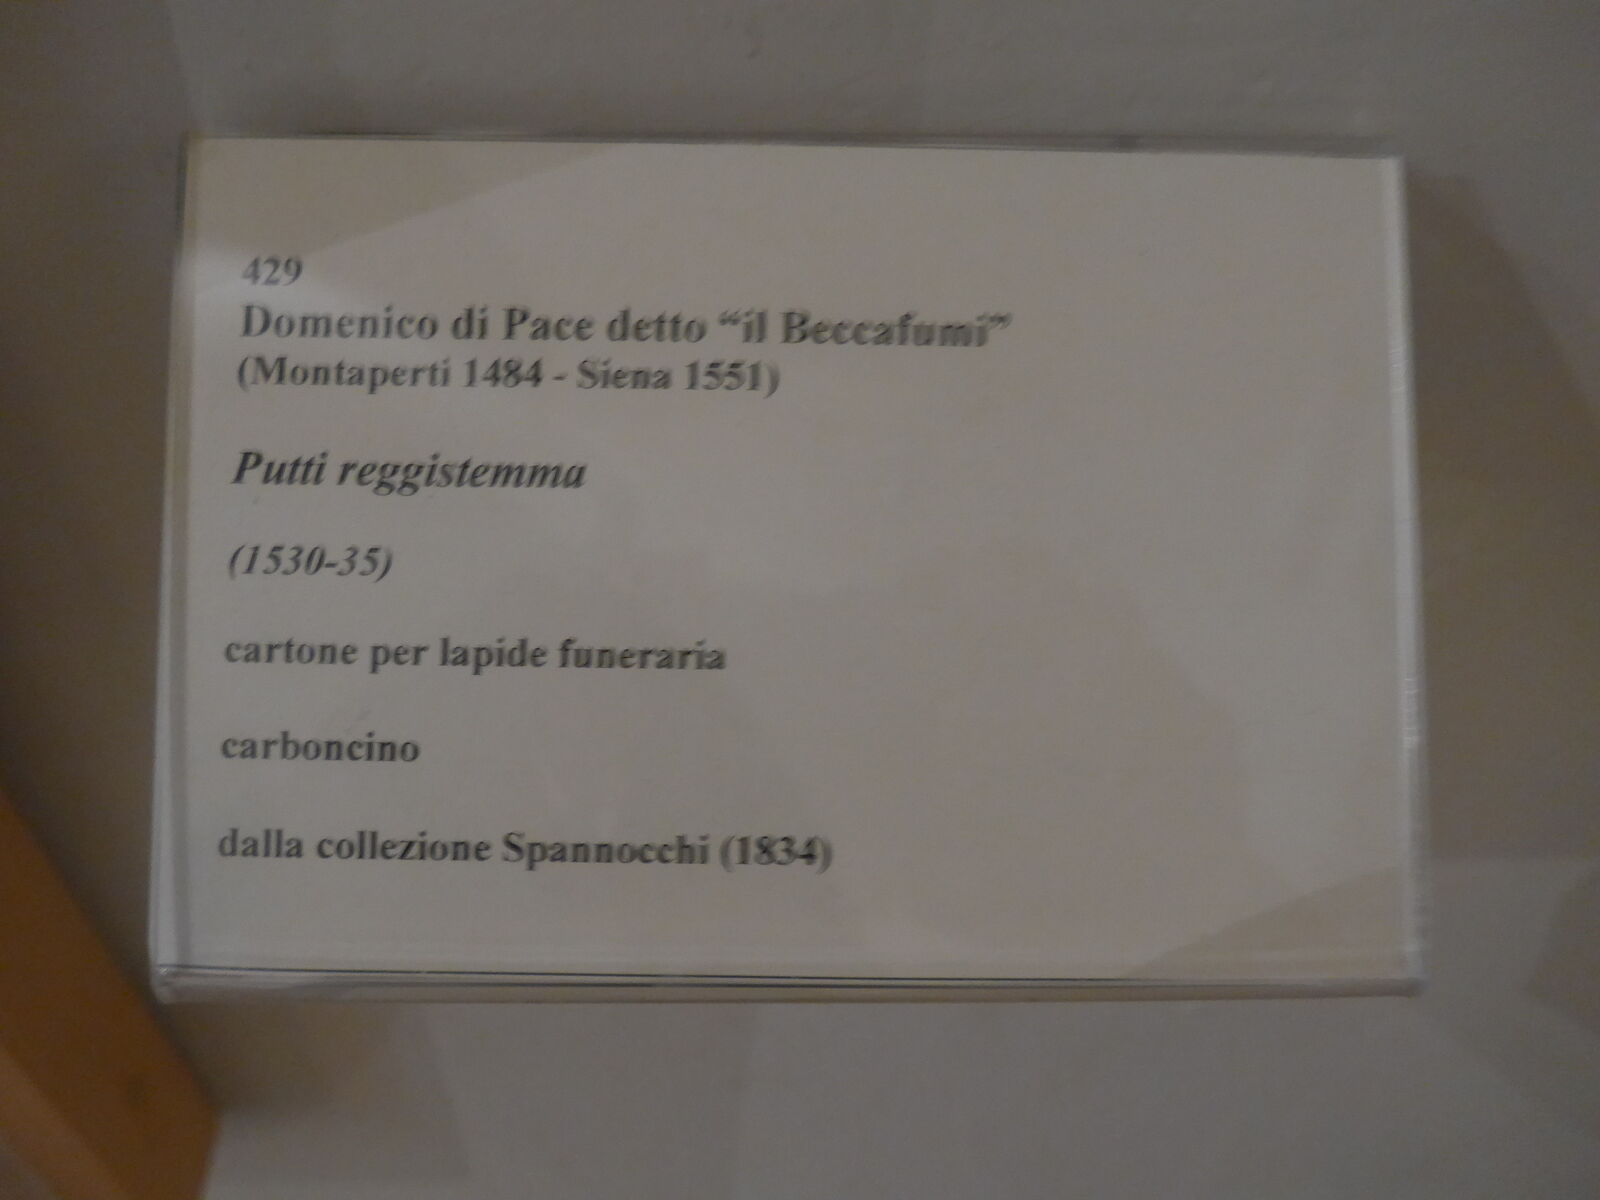 429
Domenico di Pace detto “il Beccafumi”
(Montaperti 1484 - Siena 1551)
Putti reggistemma
(1530-35)
cartone per lapide funeraria
carboncino
dalla collezione Spannocchi (1834)